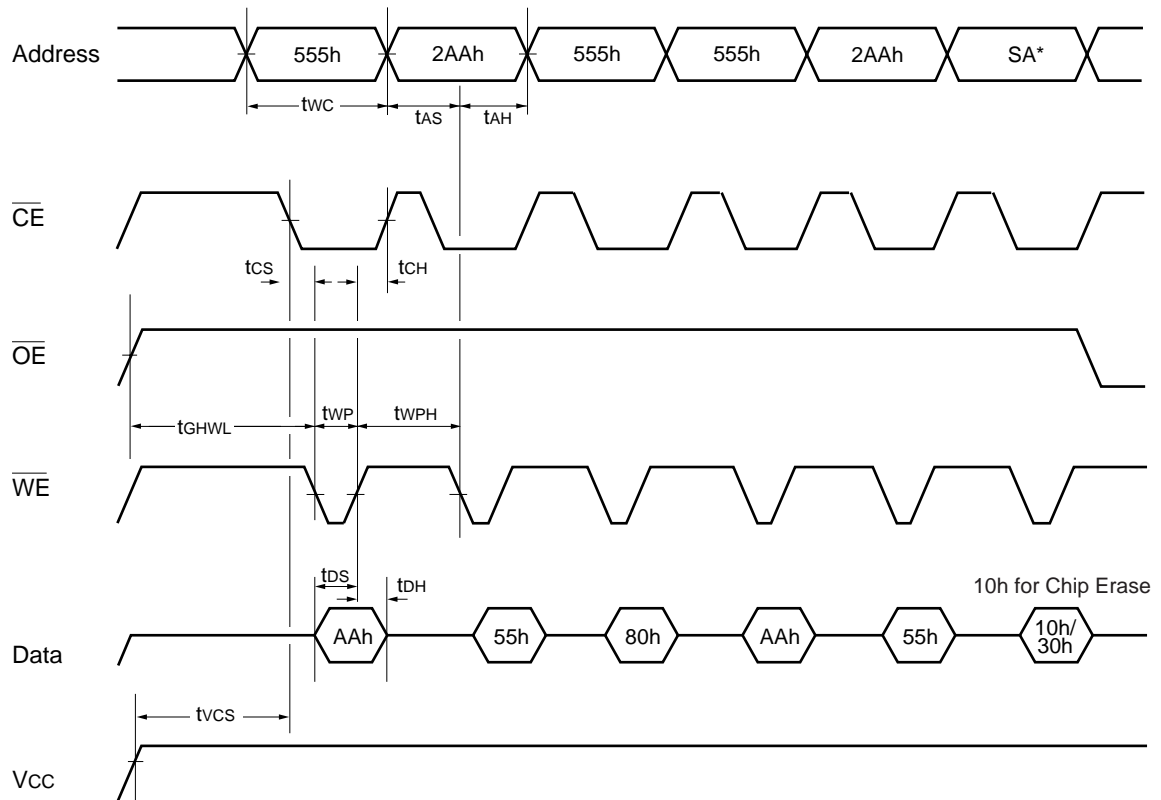 Address 555h 2AAh 555h 555h 2AAh SA*
tWC tAS tAH
CE
tCS tCH
OE
tGHWL tWP tWPH
WE
tDS tDH
10h for Chip Erase
Data AAh 55h 80h AAh 55h 10h/
30h
tVCS
VCC